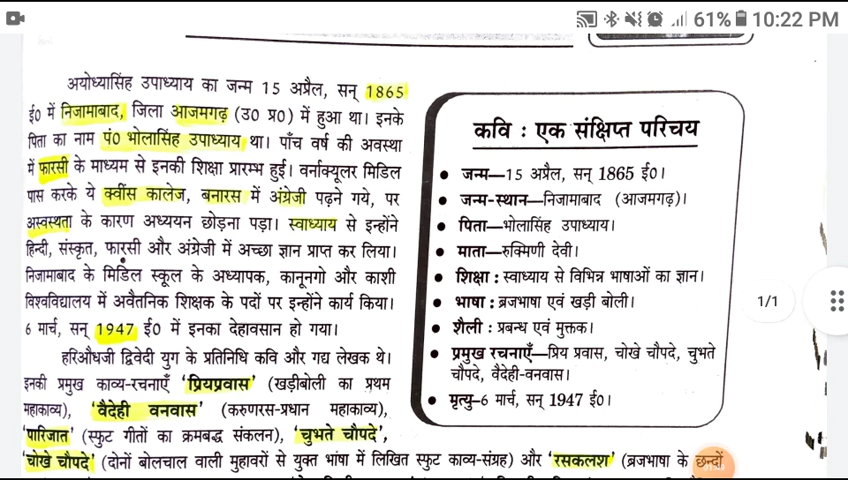 61% 10:22 PM
अयोध्यासिंह उपाध्याय का जन्म 15 अप्रैल, सन् 1865
ई० में निजामाबाद, जिला आजमगढ़ (उ० प्र०) में हुआ था। इनके
पिता का नाम पं० भोलासिंह उपाध्याय था। पाँच वर्ष की अवस्था
में फारसी के माध्यम से इनकी शिक्षा प्रारम्भ हुई। वर्नाक्यूलर मिडिल
पास करके ये क्वींस कालेज, बनारस में अंग्रेजी पढ़ने गये, पर
अस्वस्थता के कारण अध्ययन छोड़ना पड़ा। स्वाध्याय से इन्होंने
हिन्दी, संस्कृत, फारसी और अंग्रेजी में अच्छा ज्ञान प्राप्त कर लिया।
निजामाबाद के मिडिल स्कूल के अध्यापक, कानूनगो और काशी
विश्वविद्यालय में अवैतनिक शिक्षक के पदों पर इन्होंने कार्य किया।
6 मार्च, सन् 1947 ई० में इनका देहावसान हो गया।
हरिऔधजी द्विवेदी युग के प्रतिनिधि कवि और गद्य लेखक थे।
इनकी प्रमुख काव्य-रचनाएँ 'प्रियप्रवास' (खड़ीबोली का प्रथम
महाकाव्य), 'वैदेही वनवास' (करुणरस-प्रधान महाकाव्य),
'पारिजात' (स्फुट गीतों का क्रमबद्ध संकलन), 'चुभते चौपदे',
'चोखे चौपदे' (दोनों बोलचाल वाली मुहावरों से युक्त भाषा में लिखित स्फुट काव्य-संग्रह) और 'रसकलश' (ब्रजभाषा के छन्दों
कवि : एक संक्षिप्त परिचय
• जन्म—15 अप्रैल, सन् 1865 ई०।
• जन्म-स्थान—निजामाबाद (आजमगढ़)।
• पिता—भोलासिंह उपाध्याय।
• माता—रुक्मिणी देवी।
• शिक्षा : स्वाध्याय से विभिन्न भाषाओं का ज्ञान।
• भाषा : ब्रजभाषा एवं खड़ी बोली।
• शैली : प्रबन्ध एवं मुक्तक।
• प्रमुख रचनाएँ—प्रिय प्रवास, चोखे चौपदे, चुभते
चौपदे, वैदेही-वनवास।
• मृत्यु-6 मार्च, सन् 1947 ई०।
1/1